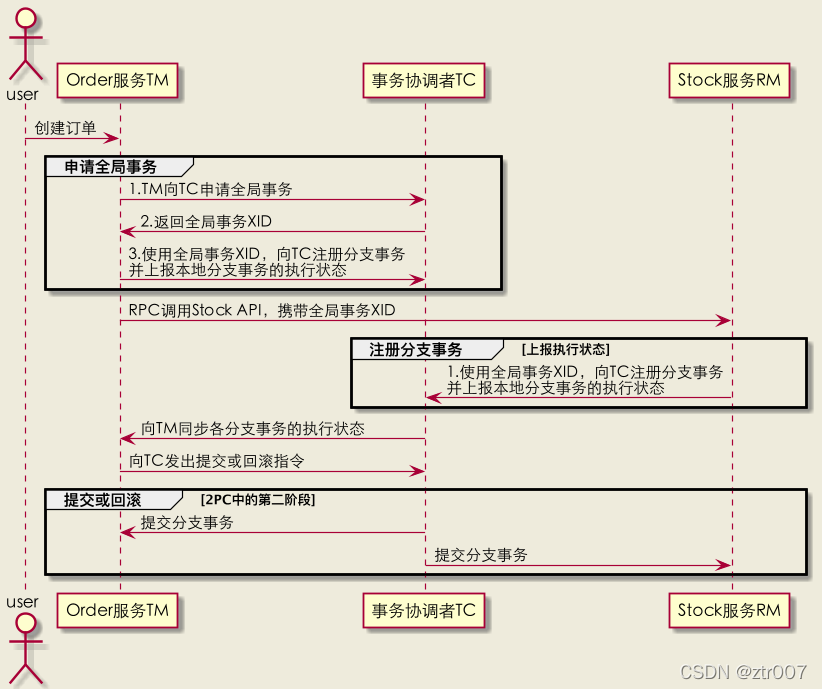 user
Order服务TM
事务协调者TC
Stock服务RM
创建订单
申请全局事务
1.TM向TC申请全局事务
2.返回全局事务XID
3.使用全局事务XID，向TC注册分支事务
并上报本地分支事务的执行状态
RPC调用Stock API，携带全局事务XID
注册分支事务 [上报执行状态]
1.使用全局事务XID，向TC注册分支事务
并上报本地分支事务的执行状态
向TM同步各分支事务的执行状态
向TC发出提交或回滚指令
提交或回滚 [2PC中的第二阶段]
提交分支事务
提交分支事务
user
Order服务TM
事务协调者TC
Stock服务RM
CSDN @ztr007